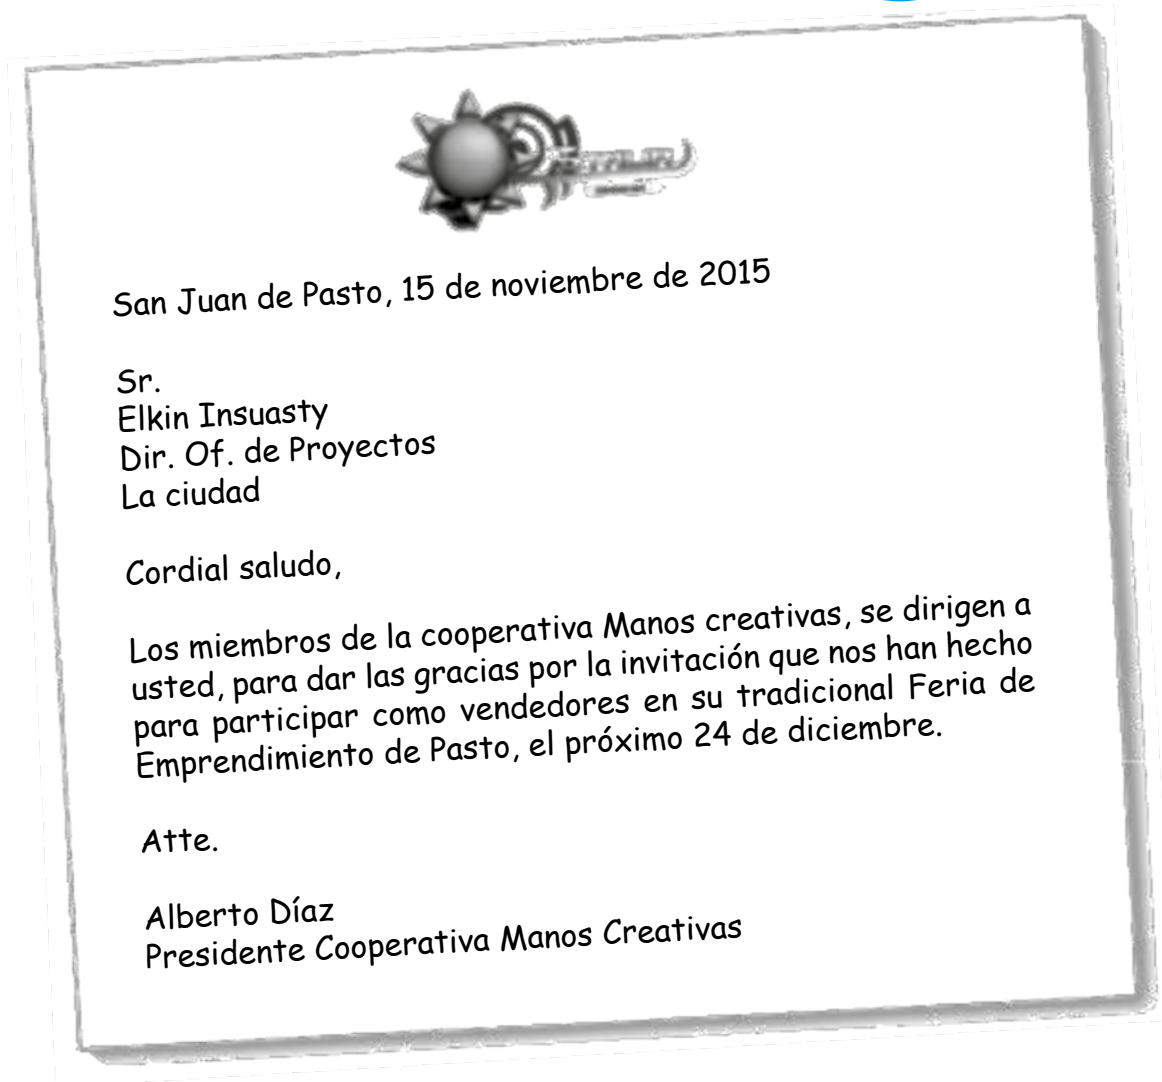 San Juan de Pasto, 15 de noviembre de 2015
Sr.
Elkin Insuasty
Dir. Of. de Proyectos
La ciudad
Cordial saludo,
Los miembros de la cooperativa Manos creativas, se dirigen a
usted, para dar las gracias por la invitación que nos han hecho
para participar como vendedores en su tradicional Feria de
Emprendimiento de Pasto, el próximo 24 de diciembre.
Atte.
Alberto Díaz
Presidente Cooperativa Manos Creativas